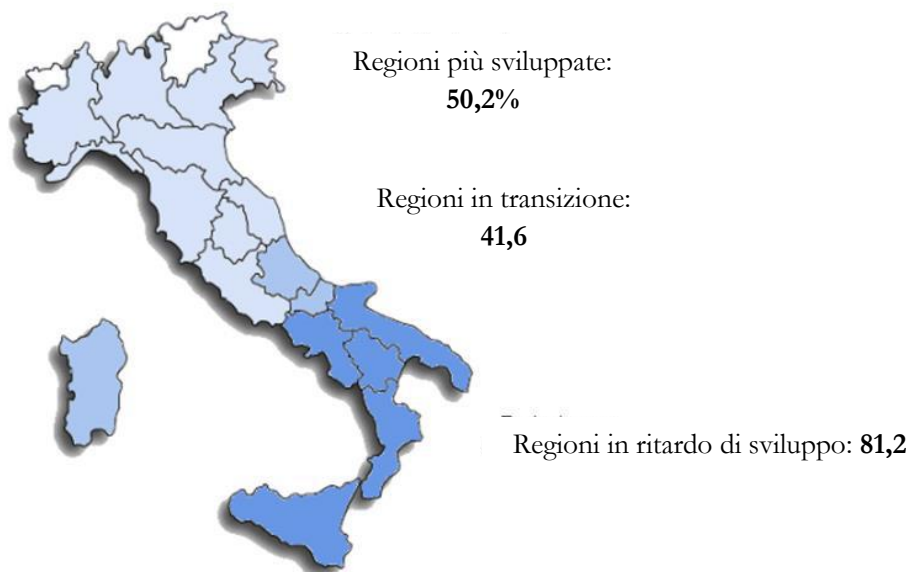 Regioni più sviluppate:
50,2%
Regioni in transizione:
41,6
Regioni in ritardo di sviluppo: 81,2